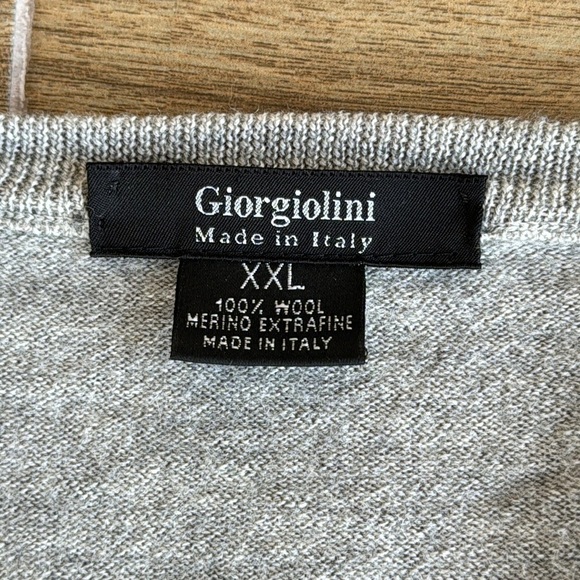 Giorgiolini
Made in Italy
XXL
100% WOOL
MERINO EXTRAFINE
MADE IN ITALY